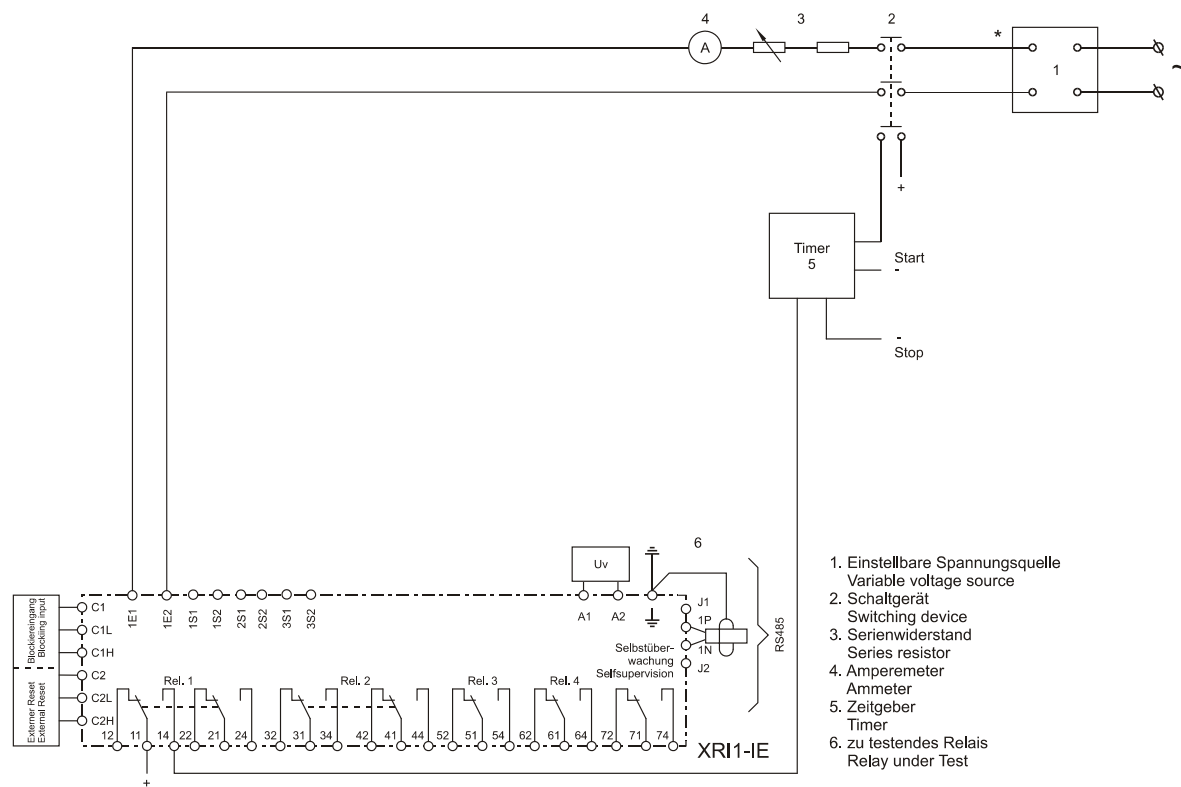 4 3 2
* 
A
1
~
+
Timer
5
Start
-
-
Stop
6
Uv
1. Einstellbare Spannungsquelle
Variable voltage source
2. Schaltgerät
Switching device
3. Serienwiderstand
Series resistor
4. Amperemeter
Ammeter
5. Zeitgeber
Timer
6. zu testendes Relais
Relay under Test
Blockiereingang
Blocking input
Externer Reset
External Reset
C1
C1L
C1H
C2
C2L
C2H
1E1 1E2 1S1 1S2 2S1 2S2 3S1 3S2
A1 A2
J1
1P
1N
J2
RS485
Selbstüber-
wachung
Selfsupervision
Rel. 1 Rel. 2 Rel. 3 Rel. 4
12 11 14 22 21 24 32 31 34 42 41 44 52 51 54 62 61 64 72 71 74
XRI1-IE
+